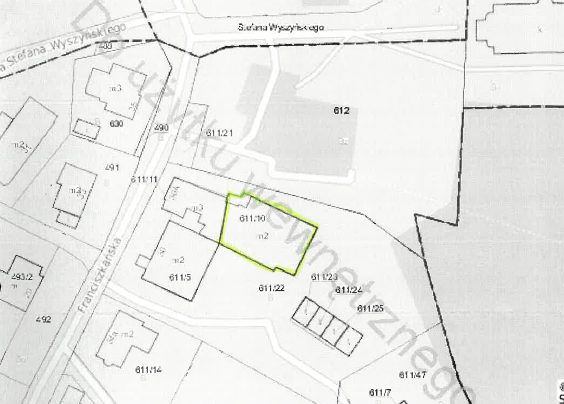 Stefana Wyszyńskiego
a Stefana Wyszyńskiego
Do użytku wewnętrznego
488
m3
630
490
612
611/21
491
m3
611/11
m3
611/10
m2
m2
611/5
Franciszkańska
493/2
492
611/22
611/23
611/24
611/25
m2
611/14
611/47
611/7